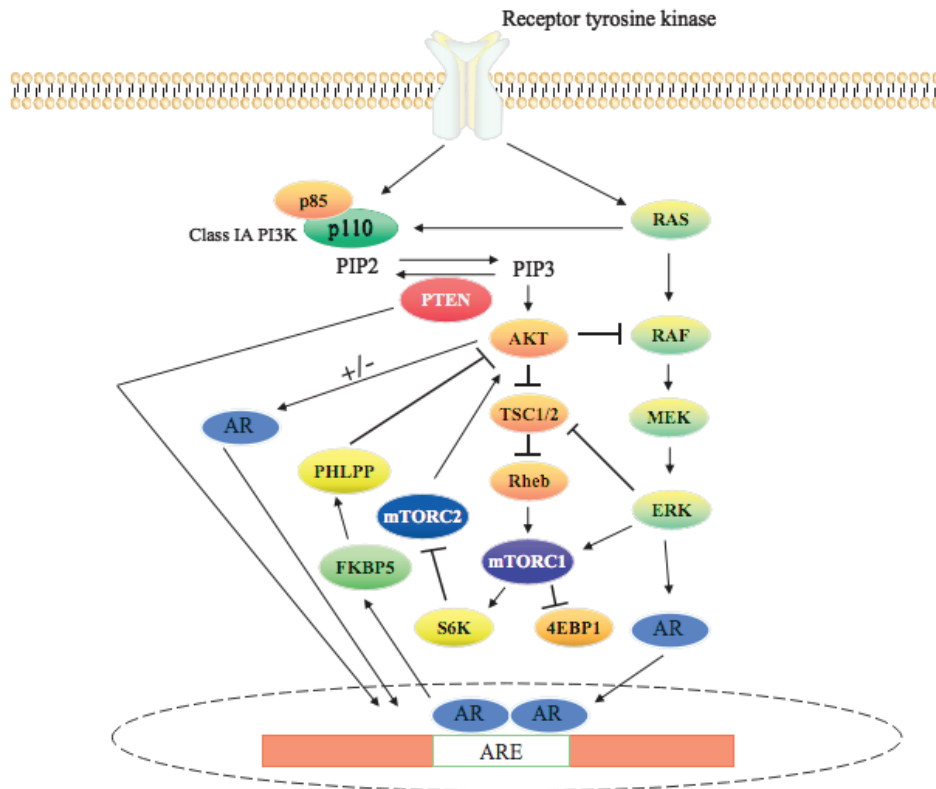 Receptor tyrosine kinase
p85
p110
Class IA PI3K
RAS
PIP2
PIP3
PTEN
AKT
RAF
+/-
AR
TSC1/2
MEK
PHLPP
Rheb
mTORC2
ERK
FKBP5
mTORC1
S6K
4EBP1
AR
AR
AR
ARE